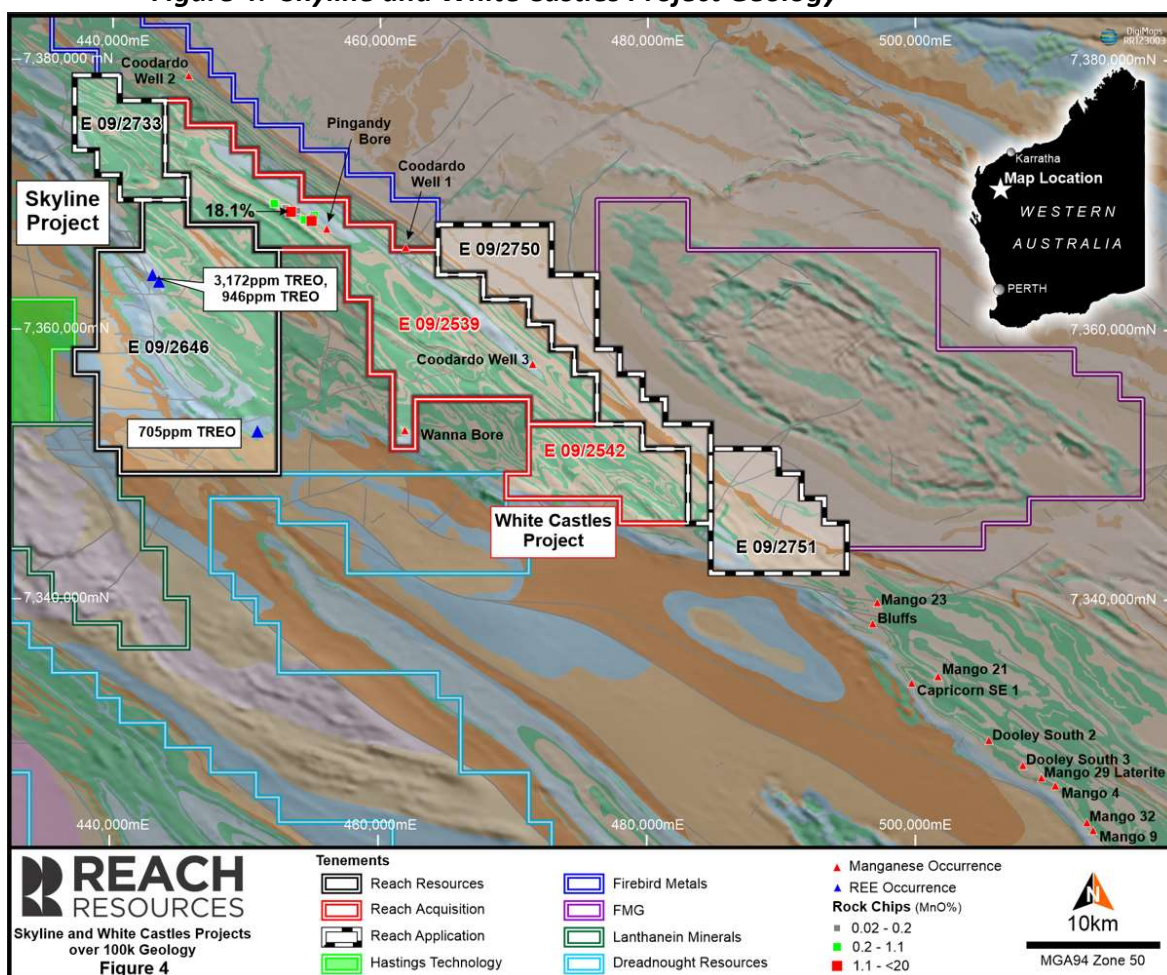 Figure 4: Skyline and White Castles Project Geology
440,000mE
460,000mE
480,000mE
500,000mE
DigiMaps
RR123003
7,380,000mN
7,380,000mN
Coodardo
Well 2
E 09/2733
Pingandy
Bore
Coodardo
Well 1
Karratha
Map Location
WESTERN
AUSTRALIA
PERTH
Skyline
Project
18.1%
E 09/2750
3,172ppm TREO,
946ppm TREO
7,360,000mN
7,360,000mN
E 09/2539
E 09/2646
Coodardo Well 3
705ppm TREO
Wanna Bore
E 09/2542
White Castles
Project
E 09/2751
7,340,000mN
7,340,000mN
Mango 23
Bluffs
Mango 21
Capricorn SE 1
Dooley South 2
Dooley South 3
Mango 29 Laterite
Mango 4
Mango 32
Mango 9
440,000mE
460,000mE
480,000mE
500,000mE
REACH
RESOURCES
Skyline and White Castles Projects
over 100k Geology
Figure 4
Tenements
Reach Resources
Reach Acquisition
Reach Application
Hastings Technology
Firebird Metals
FMG
Lanthanein Minerals
Dreadnought Resources
Manganese Occurrence
REE Occurrence
Rock Chips (MnO%)
0.02 - 0.2
0.2 - 1.1
1.1 - <20
N
10km
MGA94 Zone 50